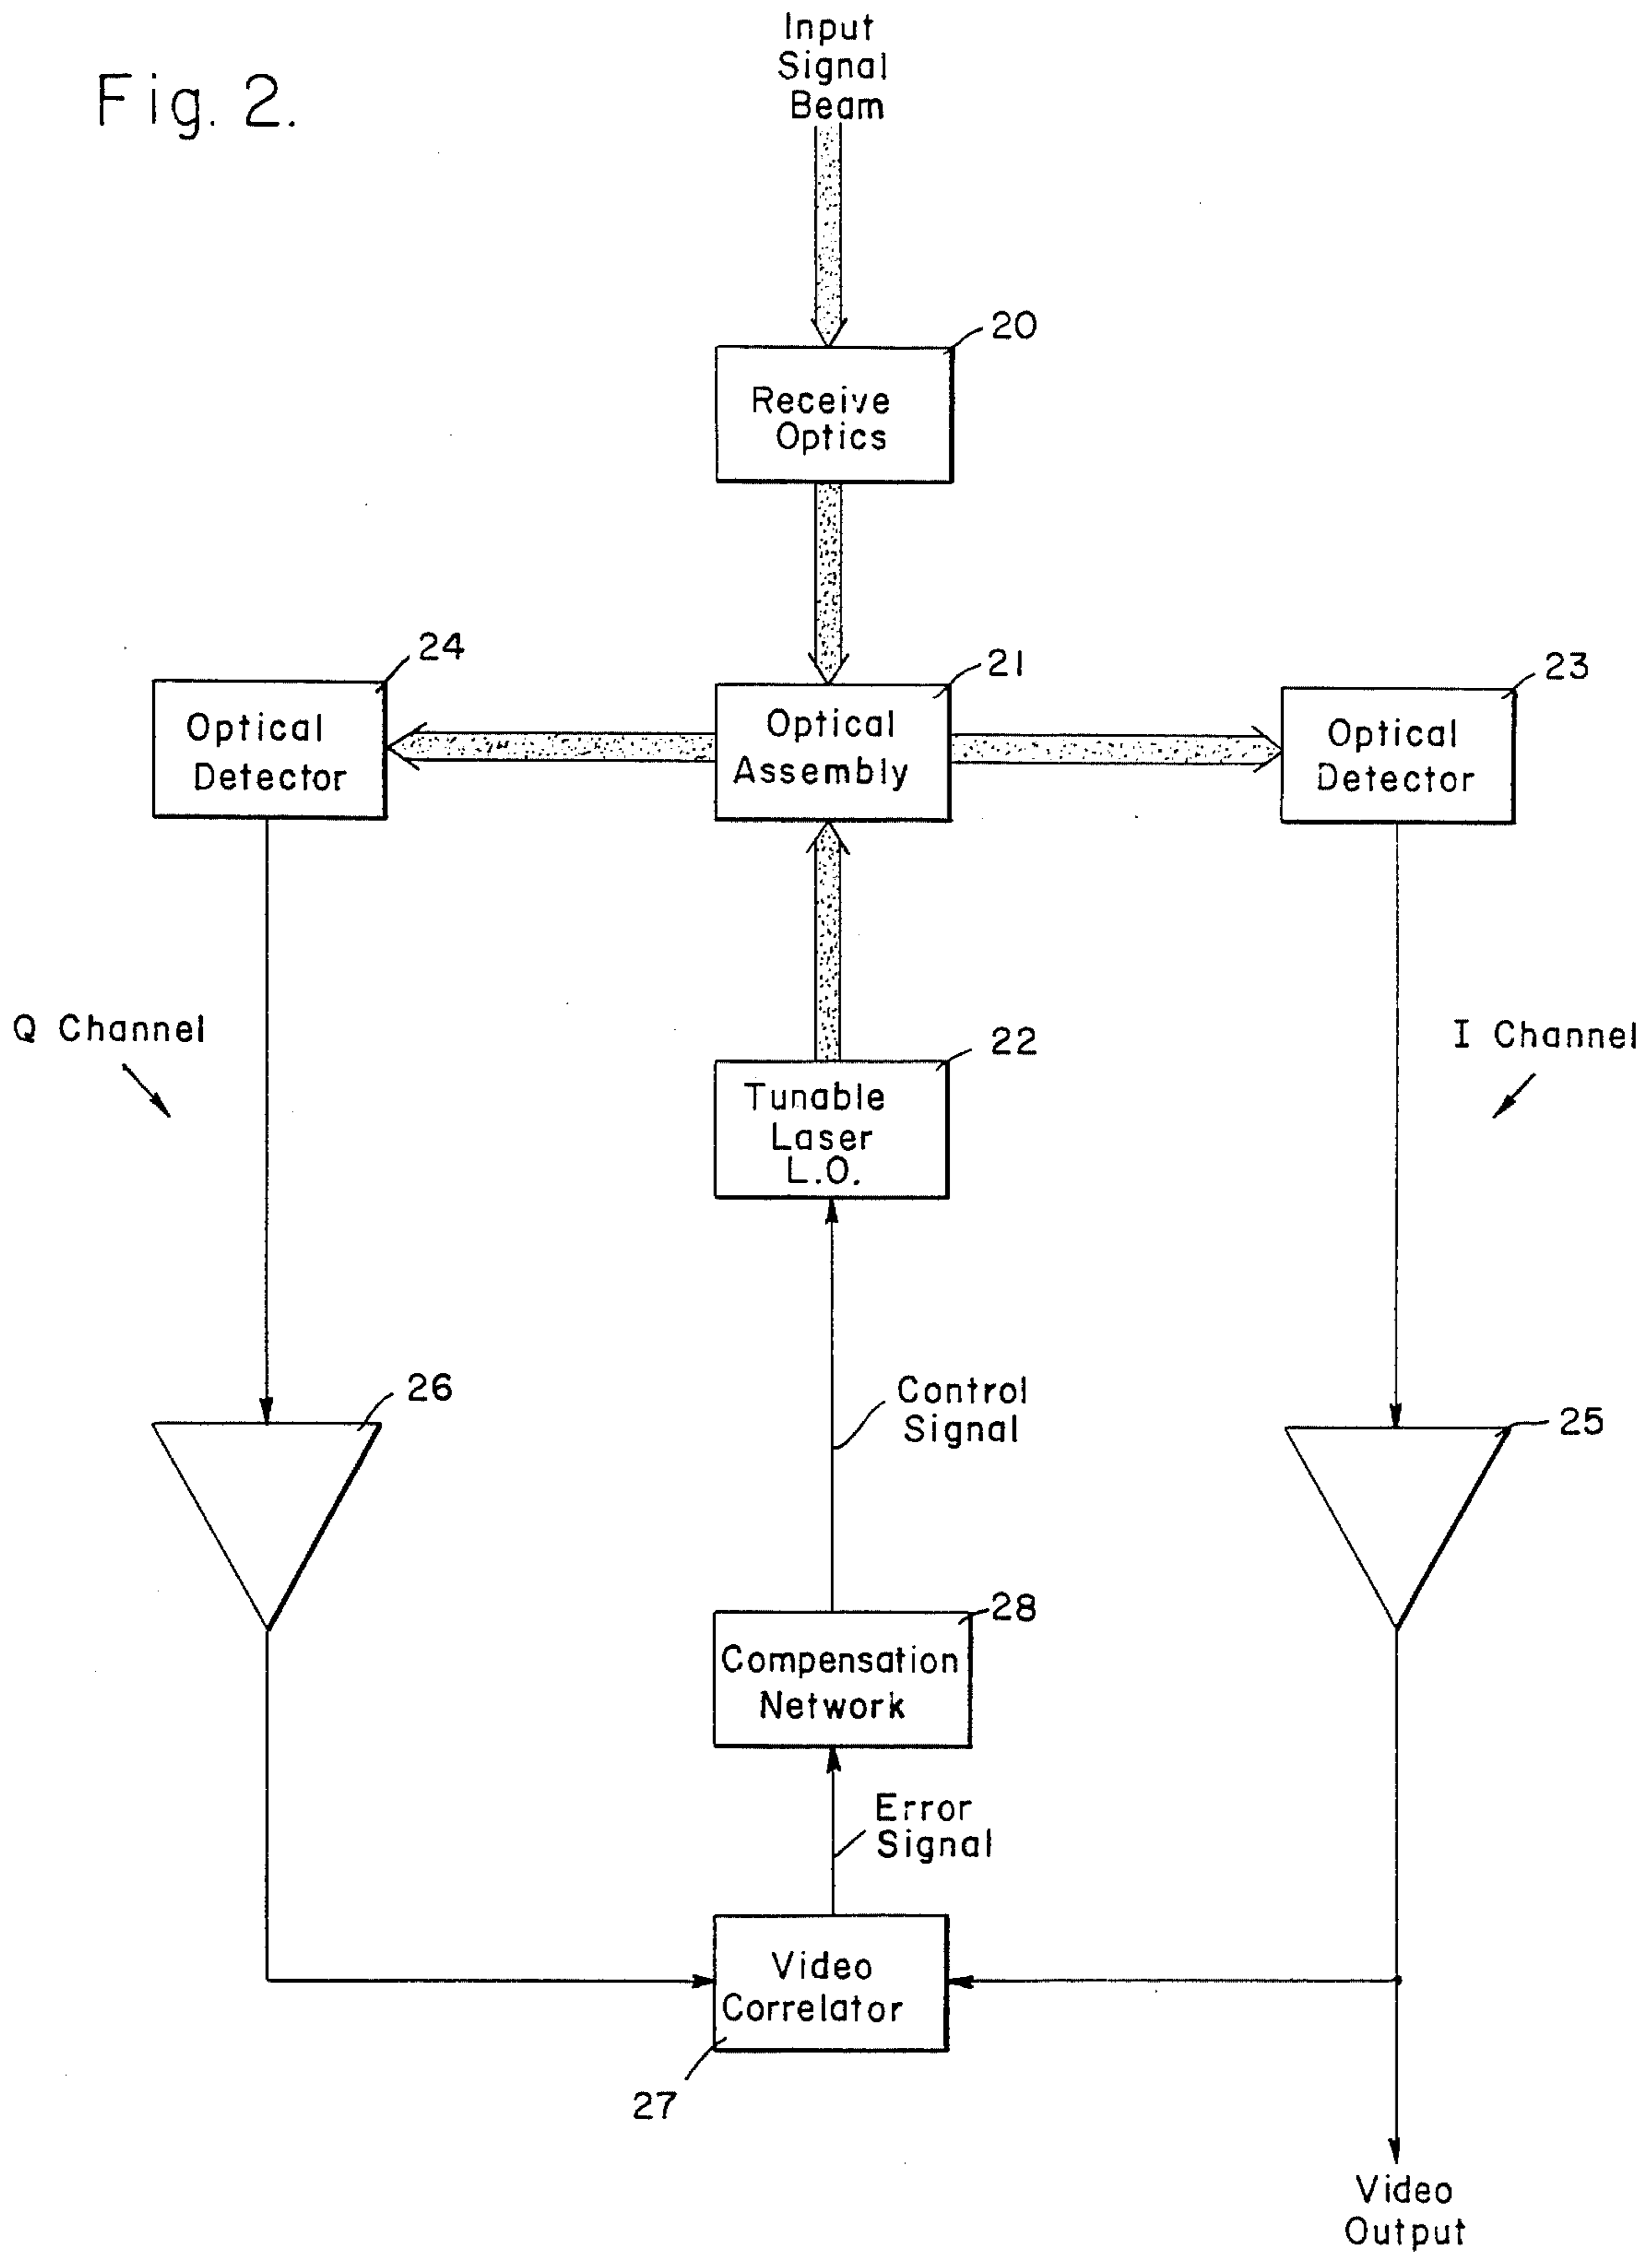 Fig. 2.
Input
Signal
Beam
20
Receive
Optics
24
Optical
Detector
21
Optical
Assembly
23
Optical
Detector
Q Channel
I Channel
22
Tunable
Laser
L.O.
26
Control
Signal
25
28
Compensation
Network
Error
Signal
Video
Correlator
27
Video
Output